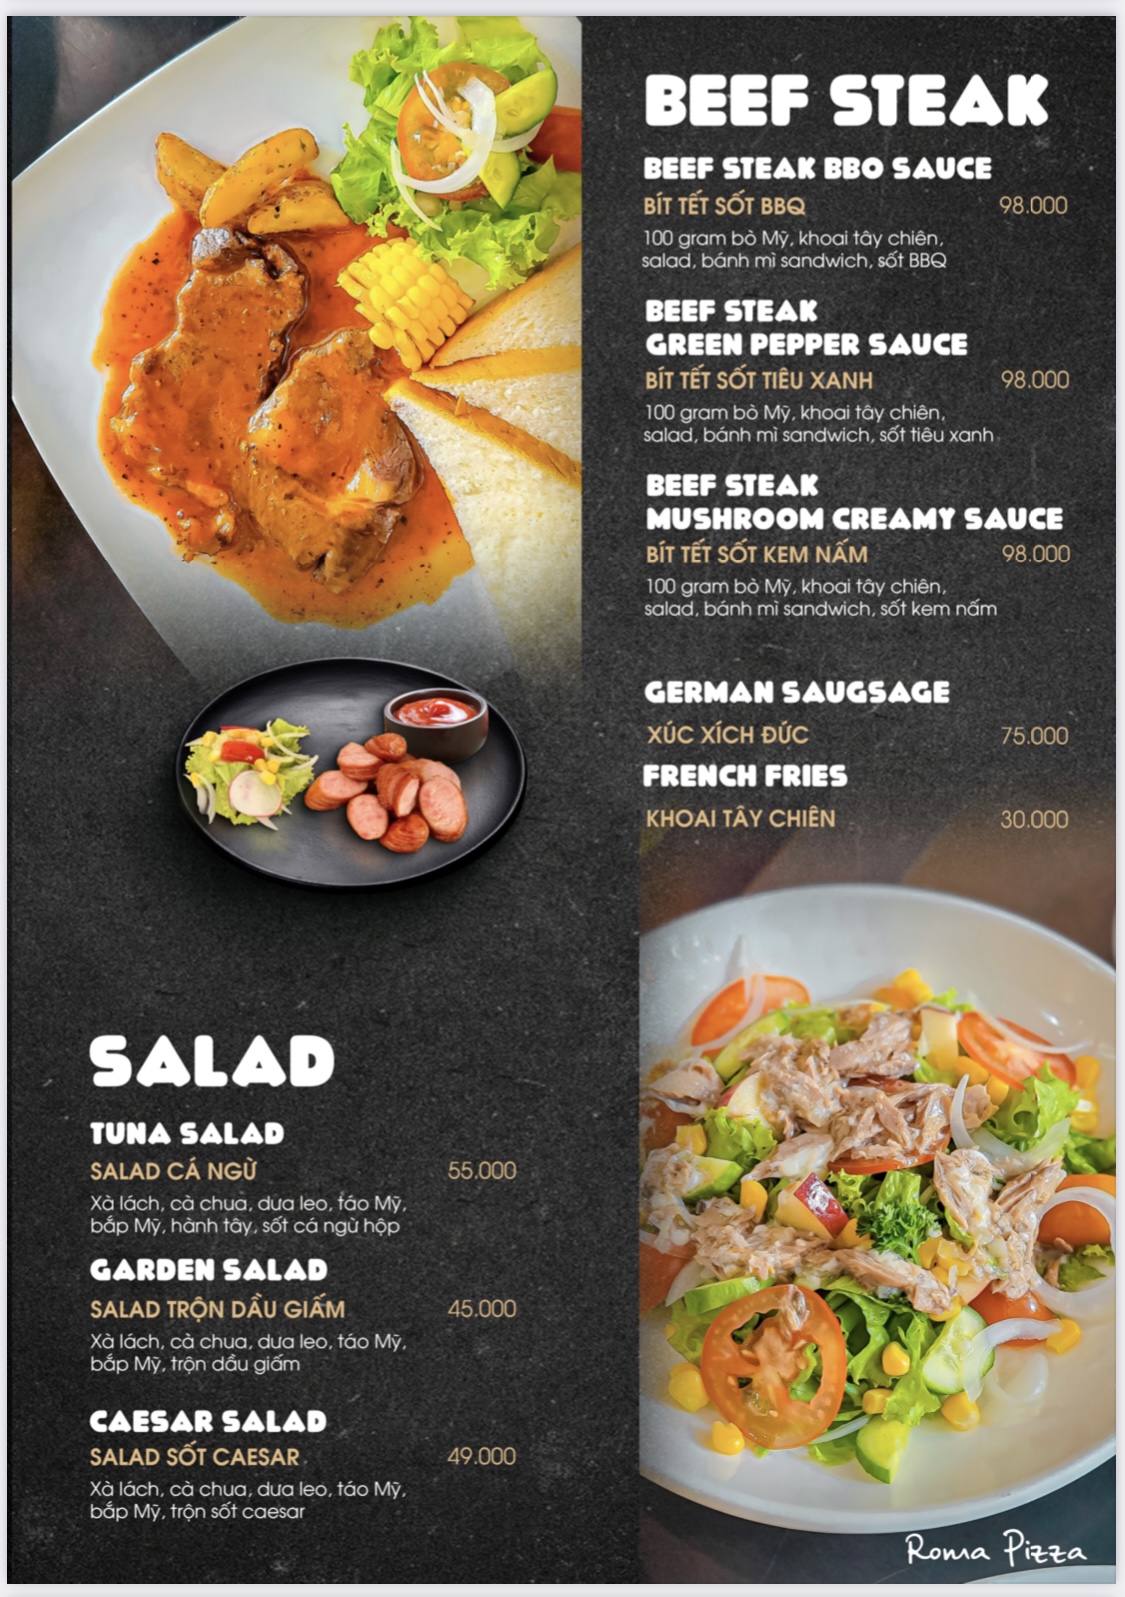 BEEF STEAK
BEEF STEAK BBO SAUCE
BÍT TẾT SỐT BBQ 98.000
100 gram bò Mỹ, khoai tây chiên,
salad, bánh mì sandwich, sốt BBQ
BEEF STEAK
GREEN PEPPER SAUCE
BÍT TẾT SỐT TIÊU XANH 98.000
100 gram bò Mỹ, khoai tây chiên,
salad, bánh mì sandwich, sốt tiêu xanh
BEEF STEAK
MUSHROOM CREAMY SAUCE
BÍT TẾT SỐT KEM NẤM 98.000
100 gram bò Mỹ, khoai tây chiên,
salad, bánh mì sandwich, sốt kem nấm
GERMAN SAUGSAGE
XÚC XÍCH ĐỨC 75.000
FRENCH FRIES
KHOAI TÂY CHIÊN 30.000
SALAD
TUNA SALAD
SALAD CÁ NGỪ 55.000
Xà lách, cà chua, dưa leo, táo Mỹ,
bắp Mỹ, hành tây, sốt cá ngừ hộp
GARDEN SALAD
SALAD TRỘN DẦU GIẤM 45.000
Xà lách, cà chua, dưa leo, táo Mỹ,
bắp Mỹ, trộn dầu giấm
CAESAR SALAD
SALAD SỐT CAESAR 49.000
Xà lách, cà chua, dưa leo, táo Mỹ,
bắp Mỹ, trộn sốt caesar
Roma Pizza